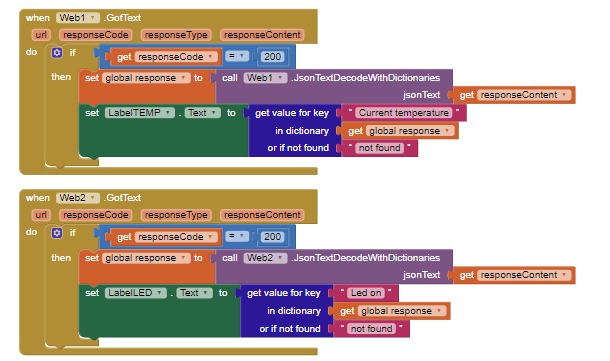 when Web1 .GotText
url responseCode responseType responseContent
do if get responseCode = 200
then set global response to call Web1 .JsonTextDecodeWithDictionaries
jsonText get responseContent
set LabelTEMP . Text to get value for key " Current temperature "
in dictionary get global response
or if not found " not found "
when Web2 .GotText
url responseCode responseType responseContent
do if get responseCode = 200
then set global response to call Web2 .JsonTextDecodeWithDictionaries
jsonText get responseContent
set LabelLED . Text to get value for key " Led on "
in dictionary get global response
or if not found " not found "